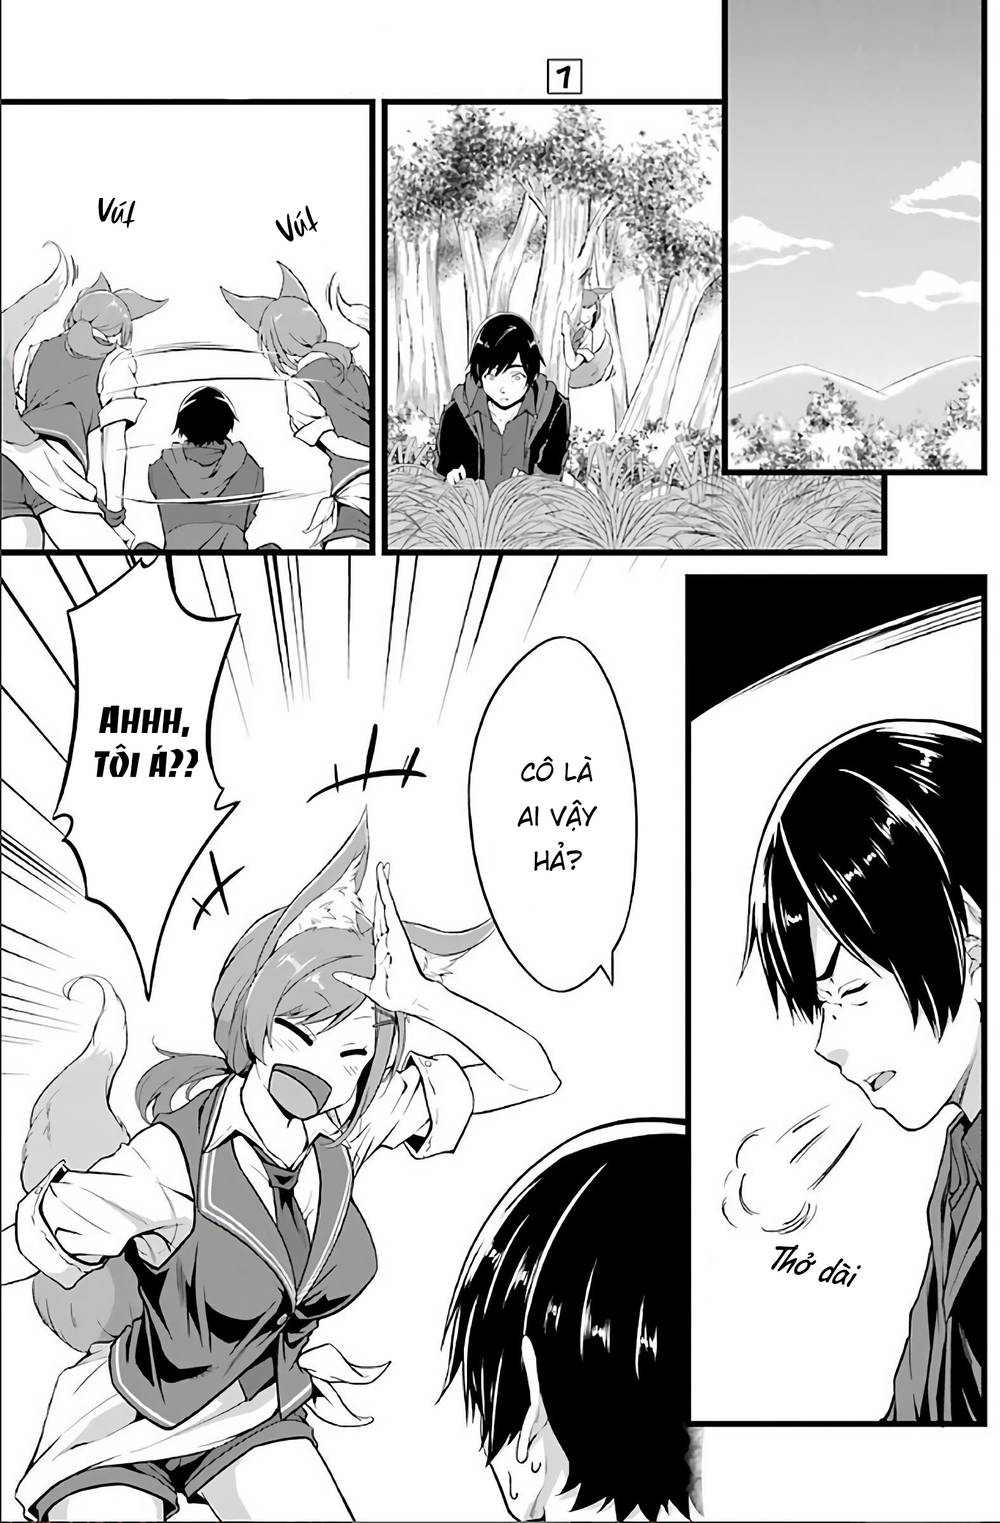 1
Vút
Vút
Thở dài
CÔ LÀ
AI VẬY
HẢ?
AHHH,
TÔI Á??